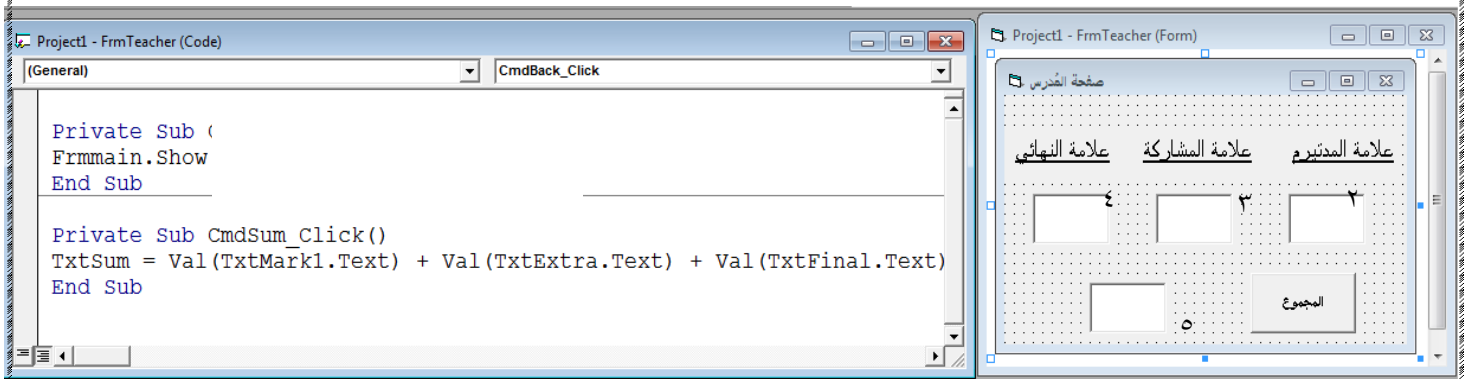 Project1 - FrmTeacher (Code)
(General)
CmdBack_Click
Private Sub
Frmmain.Show
End Sub
Private Sub CmdSum_Click()
TxtSum = Val(TxtMark1.Text) + Val(TxtExtra.Text) + Val(TxtFinal.Text)
End Sub
Project1 - FrmTeacher (Form)
صفحة المُدرس
علامة المدتيرم علامة المشاركة علامة النهائي
٢ ٣ ٤
المجموع
٥